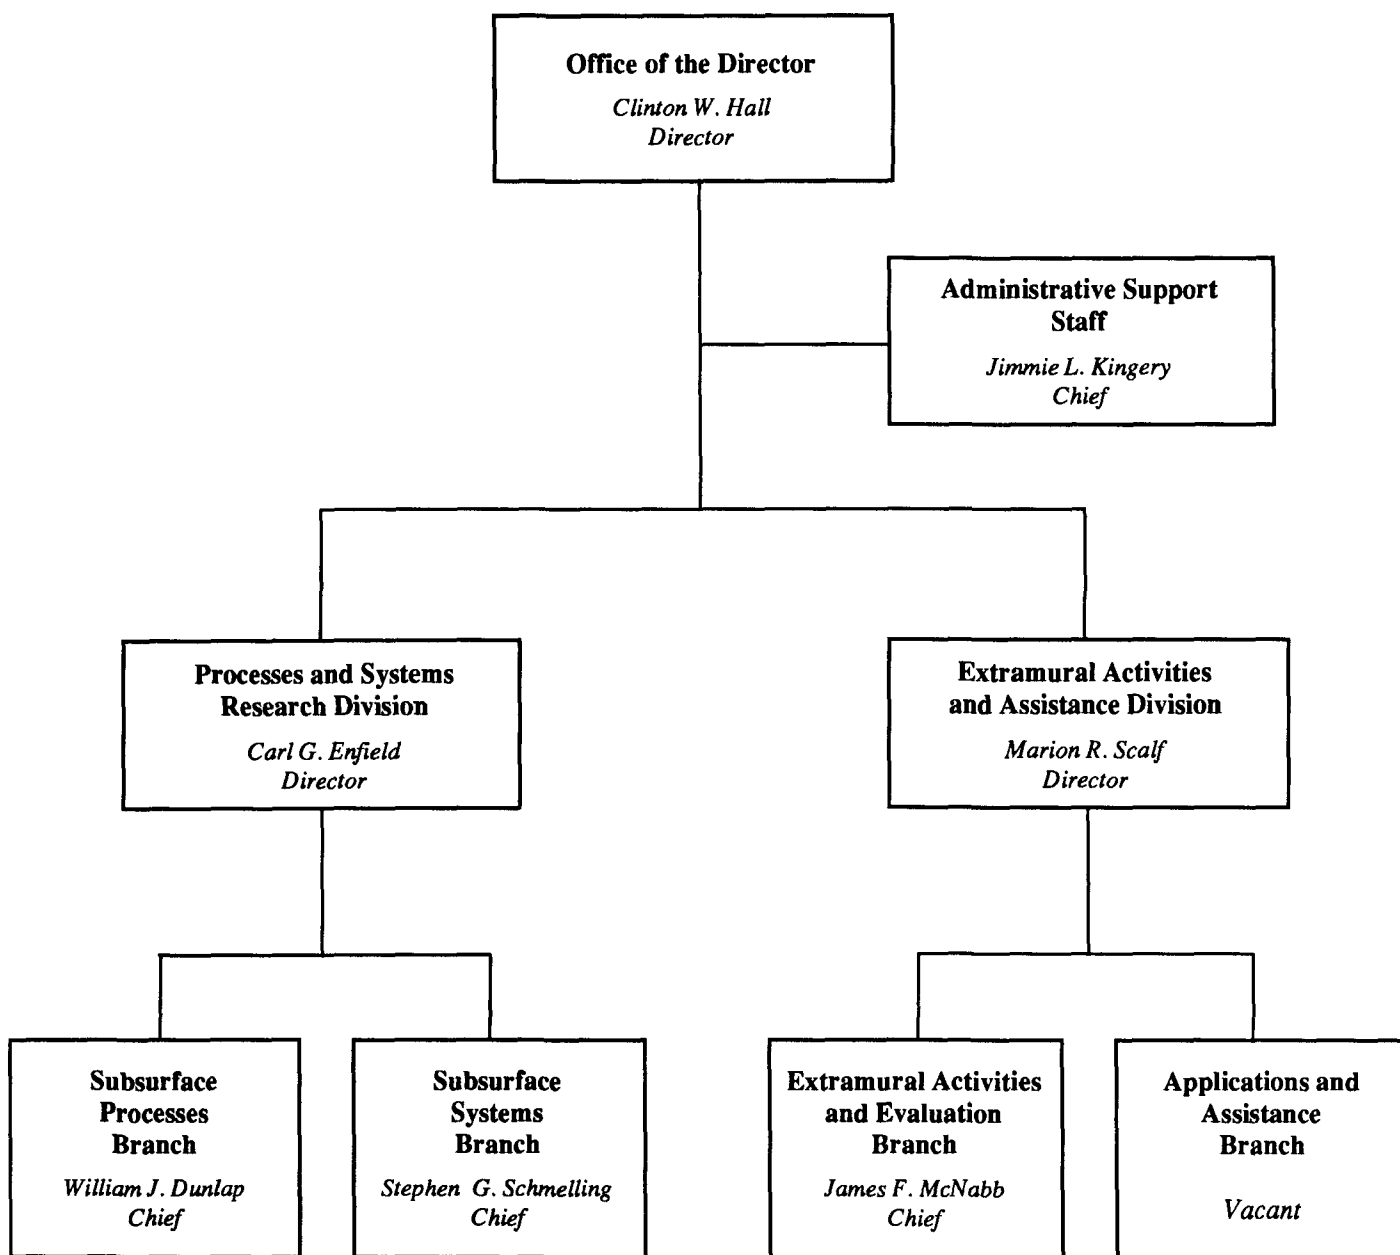 Office of the Director
Clinton W. Hall
Director
Administrative Support
Staff
Jimmie L. Kingery
Chief
Processes and Systems
Research Division
Carl G. Enfield
Director
Extramural Activities
and Assistance Division
Marion R. Scalf
Director
Subsurface
Processes
Branch
William J. Dunlap
Chief
Subsurface
Systems
Branch
Stephen G. Schmelling
Chief
Extramural Activities
and Evaluation
Branch
James F. McNabb
Chief
Applications and
Assistance
Branch
Vacant